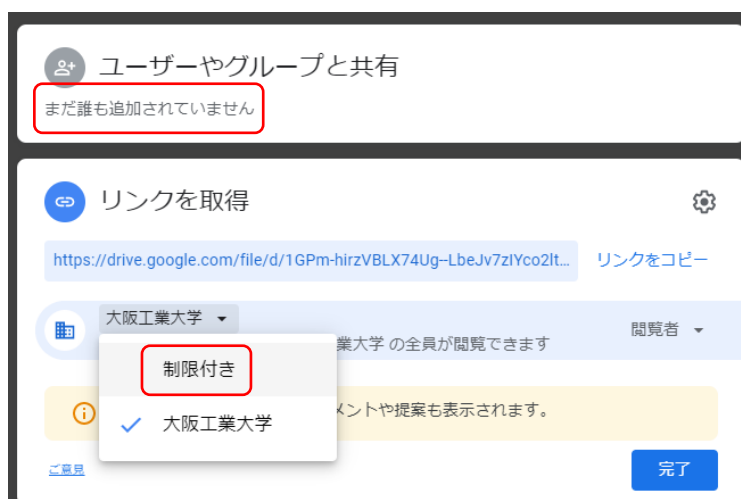 ユーザーやグループと共有
まだ誰も追加されていません
リンクを取得
https://drive.google.com/file/d/1GPm-hirzVBLX74Ug--LbeJv7zIYco2lt... リンクをコピー
大阪工業大学
業大学 の全員が閲覧できます
閲覧者
制限付き
メントや提案も表示されます。
大阪工業大学
ご意見
完了